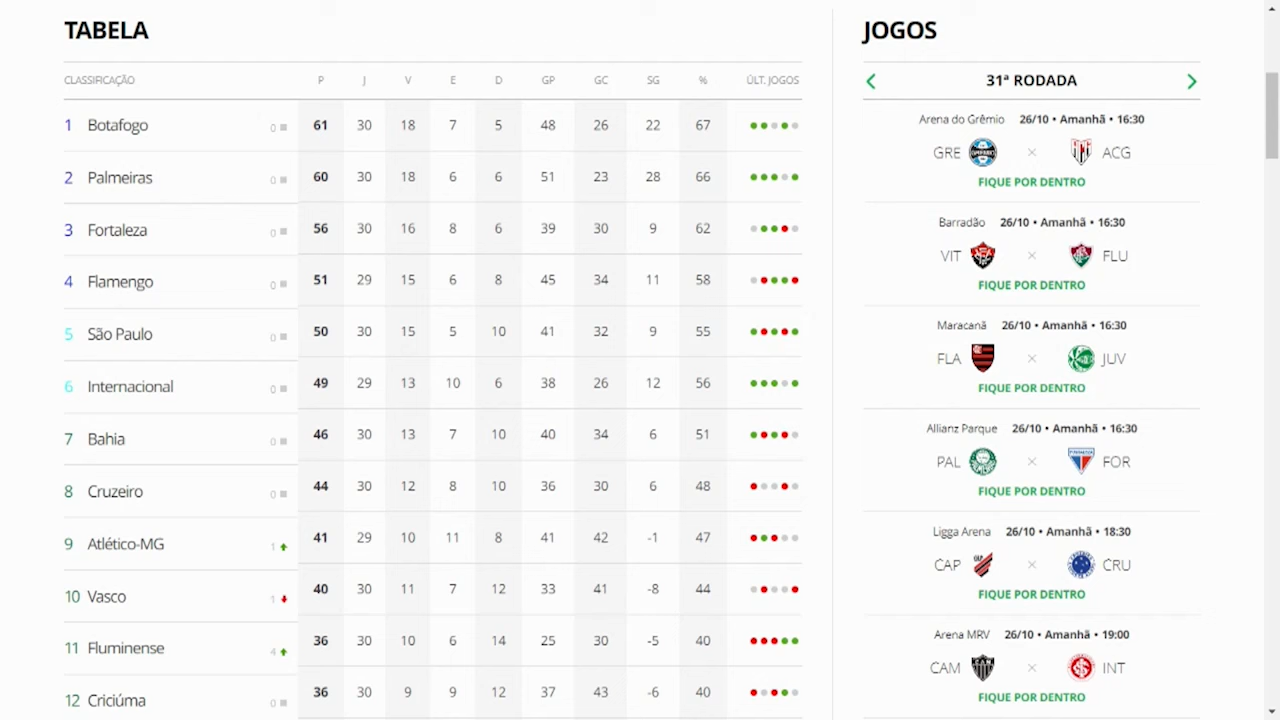 TABELA
CLASSIFICAÇÃO P J V E D GP GC SG % ÚLT. JOGOS
1 Botafogo 0 61 30 18 7 5 48 26 22 67
2 Palmeiras 0 60 30 18 6 6 51 23 28 66
3 Fortaleza 0 56 30 16 8 6 39 30 9 62
4 Flamengo 0 51 29 15 6 8 45 34 11 58
5 São Paulo 0 50 30 15 5 10 41 32 9 55
6 Internacional 0 49 29 13 10 6 38 26 12 56
7 Bahia 0 46 30 13 7 10 40 34 6 51
8 Cruzeiro 0 44 30 12 8 10 36 30 6 48
9 Atlético-MG 1 41 29 10 11 8 41 42 -1 47
10 Vasco 1 40 30 11 7 12 33 41 -8 44
11 Fluminense 4 36 30 10 6 14 25 30 -5 40
12 Criciúma 0 36 30 9 9 12 37 43 -6 40
JOGOS
31ª RODADA
Arena do Grêmio 26/10 • Amanhã • 16:30
GRE × ACG
FIQUE POR DENTRO
Barradão 26/10 • Amanhã • 16:30
VIT × FLU
FIQUE POR DENTRO
Maracanã 26/10 • Amanhã • 16:30
FLA × JUV
FIQUE POR DENTRO
Allianz Parque 26/10 • Amanhã • 16:30
PAL × FOR
FIQUE POR DENTRO
Ligga Arena 26/10 • Amanhã • 18:30
CAP × CRU
FIQUE POR DENTRO
Arena MRV 26/10 • Amanhã • 19:00
CAM × INT
FIQUE POR DENTRO